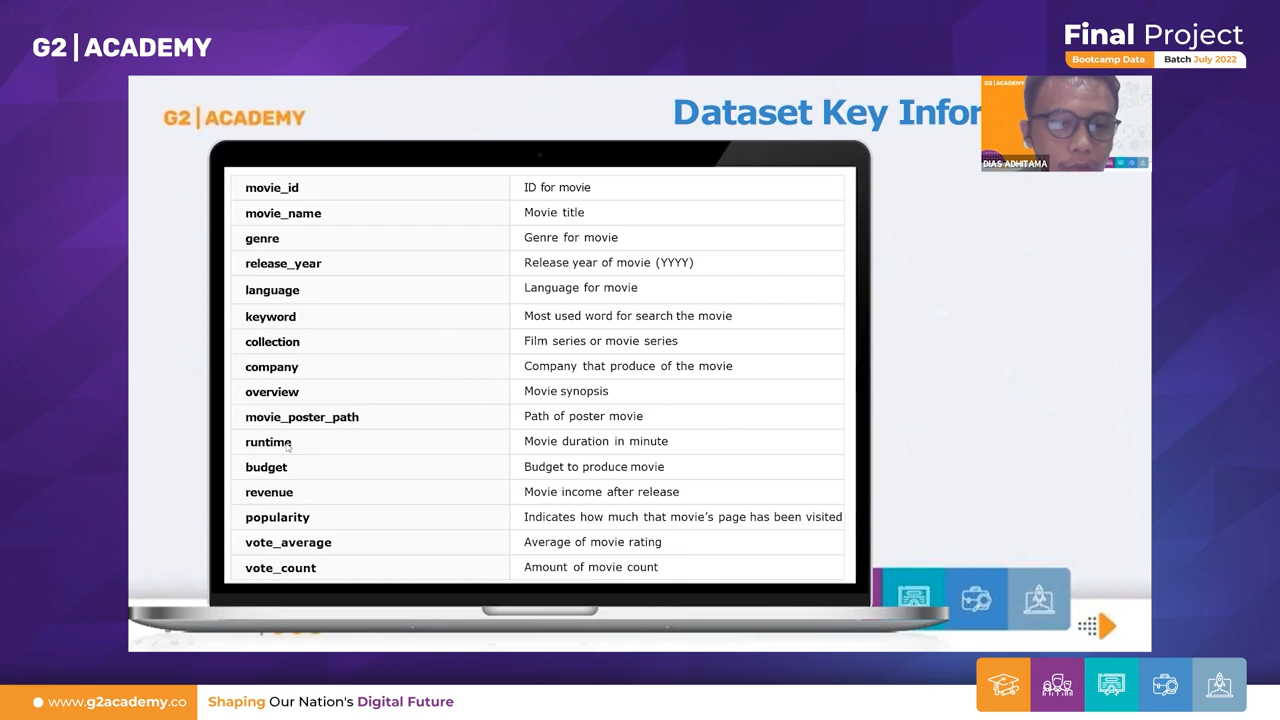 G2 | ACADEMY
Final Project
Bootcamp Data Batch July 2022
G2 | ACADEMY
Dataset Key Infor
G2 | ACADEMY
DIAS ADHITAMA
movie_id ID for movie
movie_name Movie title
genre Genre for movie
release_year Release year of movie (YYYY)
language Language for movie
keyword Most used word for search the movie
collection Film series or movie series
company Company that produce of the movie
overview Movie synopsis
movie_poster_path Path of poster movie
runtime Movie duration in minute
budget Budget to produce movie
revenue Movie income after release
popularity Indicates how much that movie's page has been visited
vote_average Average of movie rating
vote_count Amount of movie count
www.g2academy.co Shaping Our Nation's Digital Future